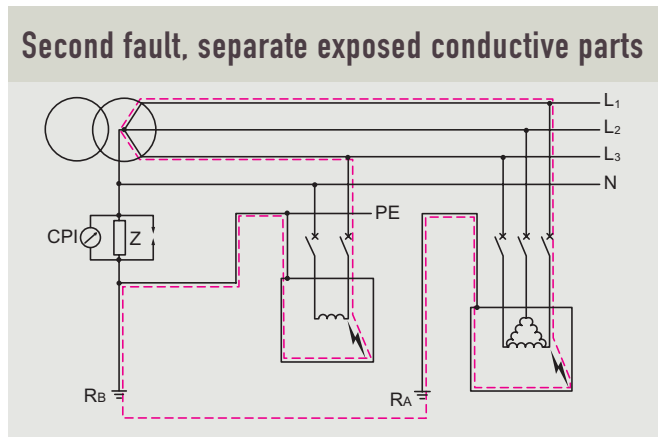 Second fault, separate exposed conductive parts
L1
L2
L3
N
PE
CPI
Z
RB
RA